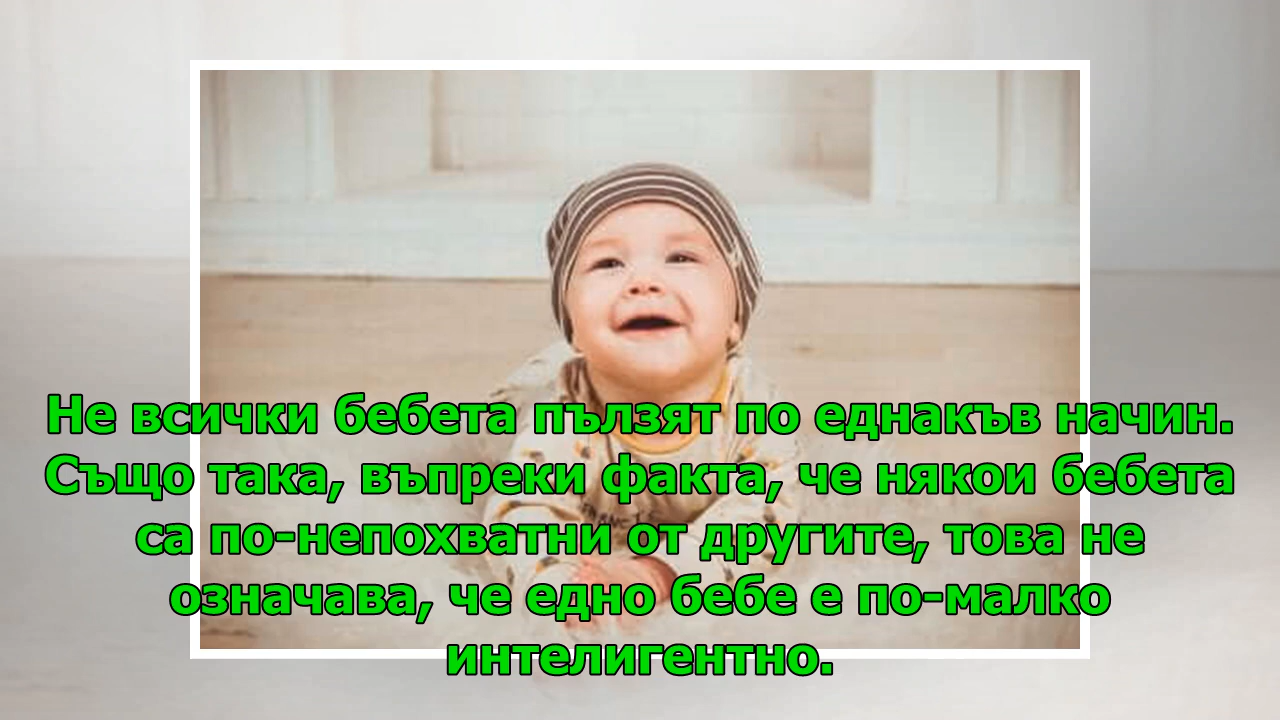 Не всички бебета пълзят по еднакъв начин.
Също така, въпреки факта, че някои бебета
са по-непохватни от другите, това не
означава, че едно бебе е по-малко
интелигентно.